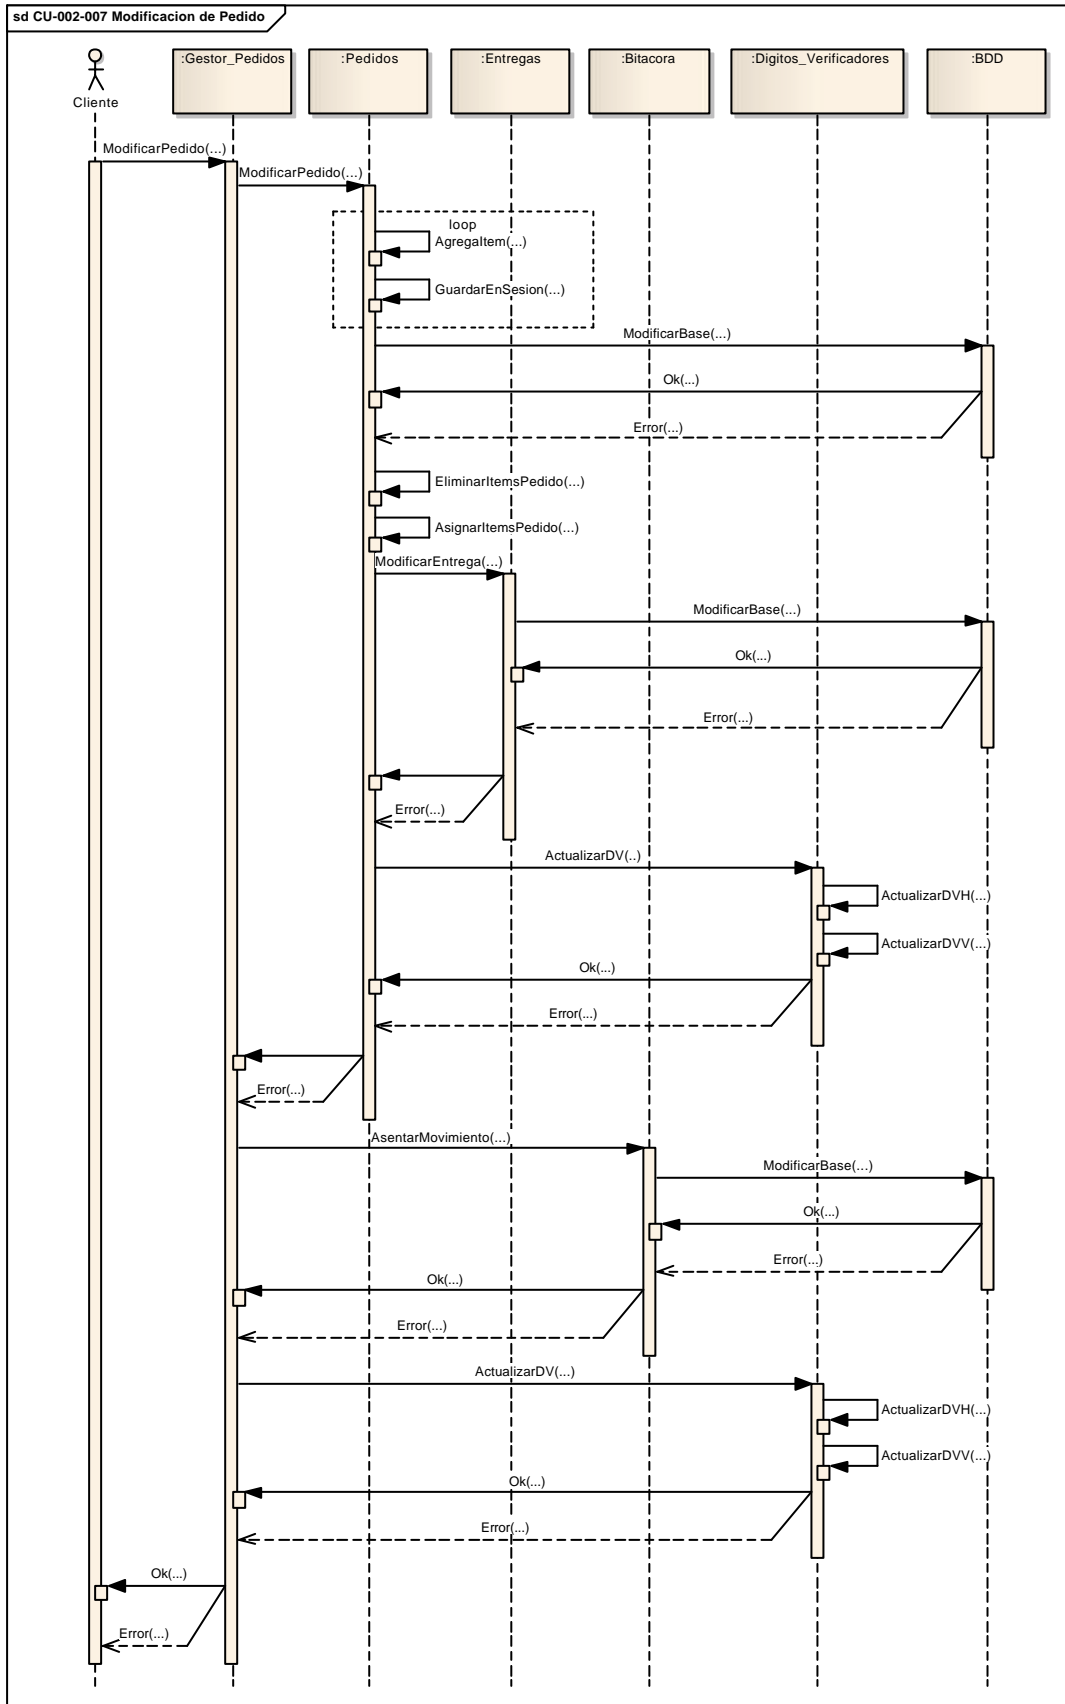 sd CU-002-007 Modificacion de Pedido
Cliente
:Gestor_Pedidos
:Pedidos
:Entregas
:Bitacora
:Digitos_Verificadores
:BDD
ModificarPedido(...)
ModificarPedido(...)
loop
AgregaItem(...)
GuardarEnSesion(...)
ModificarBase(...)
Ok(...)
Error(...)
EliminarItemsPedido(...)
AsignarItemsPedido(...)
ModificarEntrega(...)
ModificarBase(...)
Ok(...)
Error(...)
Error(...)
ActualizarDV(..)
ActualizarDVH(...)
ActualizarDVV(...)
Ok(...)
Error(...)
Error(...)
AsentarMovimiento(...)
ModificarBase(...)
Ok(...)
Error(...)
Ok(...)
Error(...)
ActualizarDV(...)
ActualizarDVH(...)
ActualizarDVV(...)
Ok(...)
Error(...)
Ok(...)
Error(...)